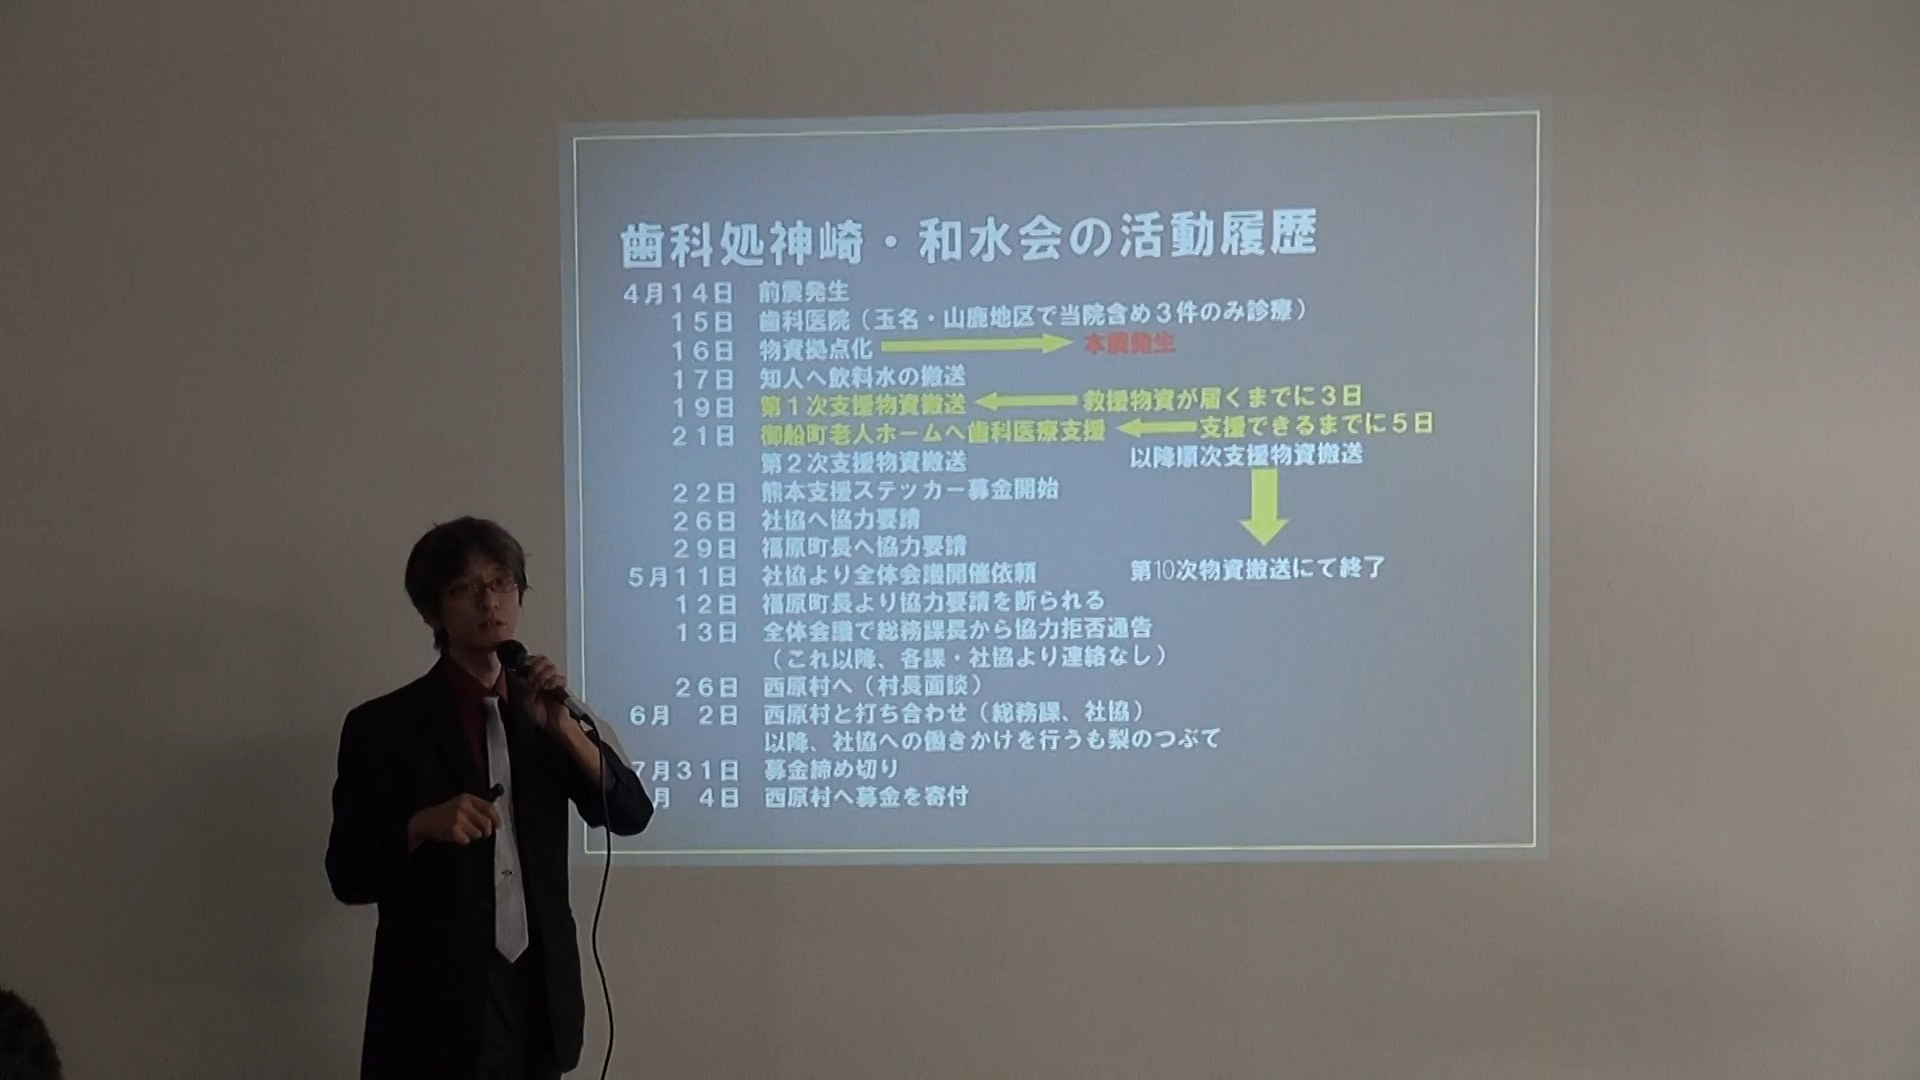 歯科処神崎・和水会の活動履歴
4月14日 前震発生
15日 歯科医院（玉名・山鹿地区で当院含め3件のみ診療）
16日 物資拠点化 本震発生
17日 知人へ飲料水の搬送
19日 第1次支援物資搬送 救援物資が届くまでに3日
21日 御船町老人ホームへ歯科医療支援 支援できるまでに5日
第2次支援物資搬送 以降順次支援物資搬送
22日 熊本支援ステッカー募金開始
26日 社協へ協力要請
29日 福原町長へ協力要請
5月11日 社協より全体会議開催依頼 第10次物資搬送にて終了
12日 福原町長より協力要請を断られる
13日 全体会議で総務課長から協力拒否通告
（これ以降、各課・社協より連絡なし）
26日 西原村へ（村長面談）
6月 2日 西原村と打ち合わせ（総務課、社協）
以降、社協への働きかけを行うも梨のつぶて
7月31日 募金締め切り
月 4日 西原村へ募金を寄付